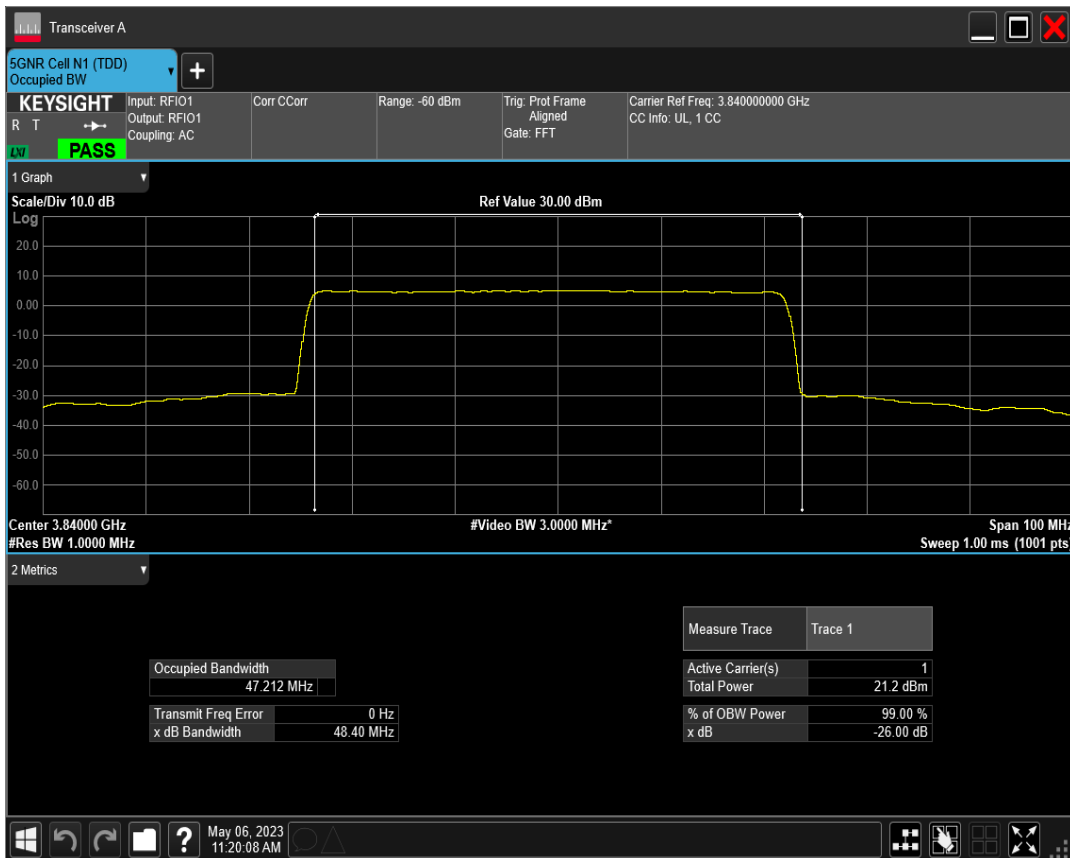 Transceiver A
5GNR Cell N1 (TDD)
Occupied BW
+
KEYSIGHT
R T
LXI
PASS
Input: RFIO1
Output: RFIO1
Coupling: AC
Corr CCorr
Range: -60 dBm
Trig: Prot Frame
Aligned
Gate: FFT
Carrier Ref Freq: 3.840000000 GHz
CC Info: UL, 1 CC
1 Graph
Scale/Div 10.0 dB
Ref Value 30.00 dBm
Log
20.0
10.0
0.00
-10.0
-20.0
-30.0
-40.0
-50.0
-60.0
Center 3.84000 GHz
#Video BW 3.0000 MHz*
Span 100 MHz
#Res BW 1.0000 MHz
Sweep 1.00 ms (1001 pts)
2 Metrics
Measure Trace Trace 1
Occupied Bandwidth
47.212 MHz
Active Carrier(s) 1
Total Power 21.2 dBm
Transmit Freq Error 0 Hz
x dB Bandwidth 48.40 MHz
% of OBW Power 99.00 %
x dB -26.00 dB
?
May 06, 2023
11:20:08 AM